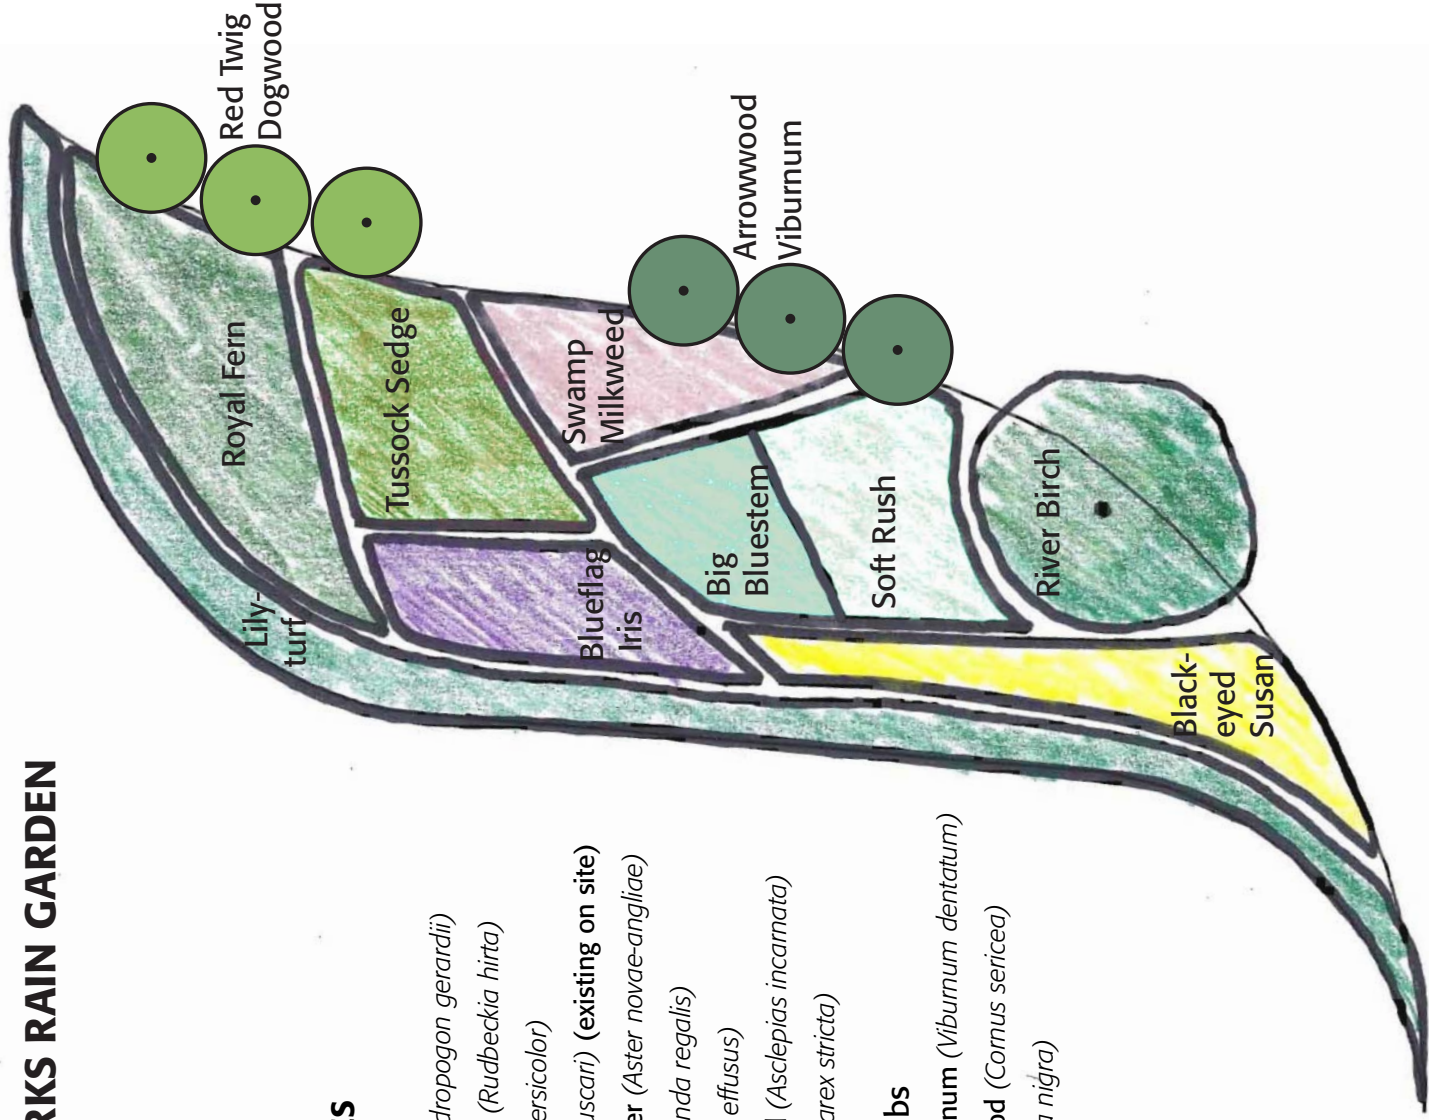 RKS RAIN GARDEN
s
dropogon gerardii)
(Rudbeckia hirta)
ersicolor)
uscari) (existing on site)
er (Aster novae-angliae)
nda regalis)
effusus)
(Asclepias incarnata)
arex stricta)
bs
num (Viburnum dentatum)
od (Cornus sericea)
nigra)
Lily-
turf
Royal Fern
Red Twig
Dogwood
Tussock Sedge
Blueflag
Iris
Swamp
Milkweed
Big
Bluestem
Arrowwood
Viburnum
Soft Rush
River Birch
Black-
eyed
Susan